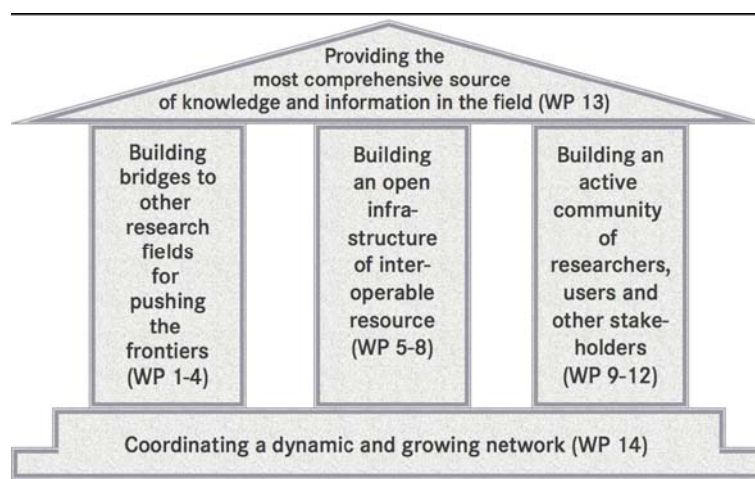 Providing the
most comprehensive source
of knowledge and information in the field (WP 13)
Building
bridges to
other
research
fields
for
pushing
the
frontiers
(WP 1-4)
Building
an open
infra-
structure
of inter-
operable
resource
(WP 5-8)
Building an
active
community
of
researchers,
users and
other stake-
holders
(WP 9-12)
Coordinating a dynamic and growing network (WP 14)